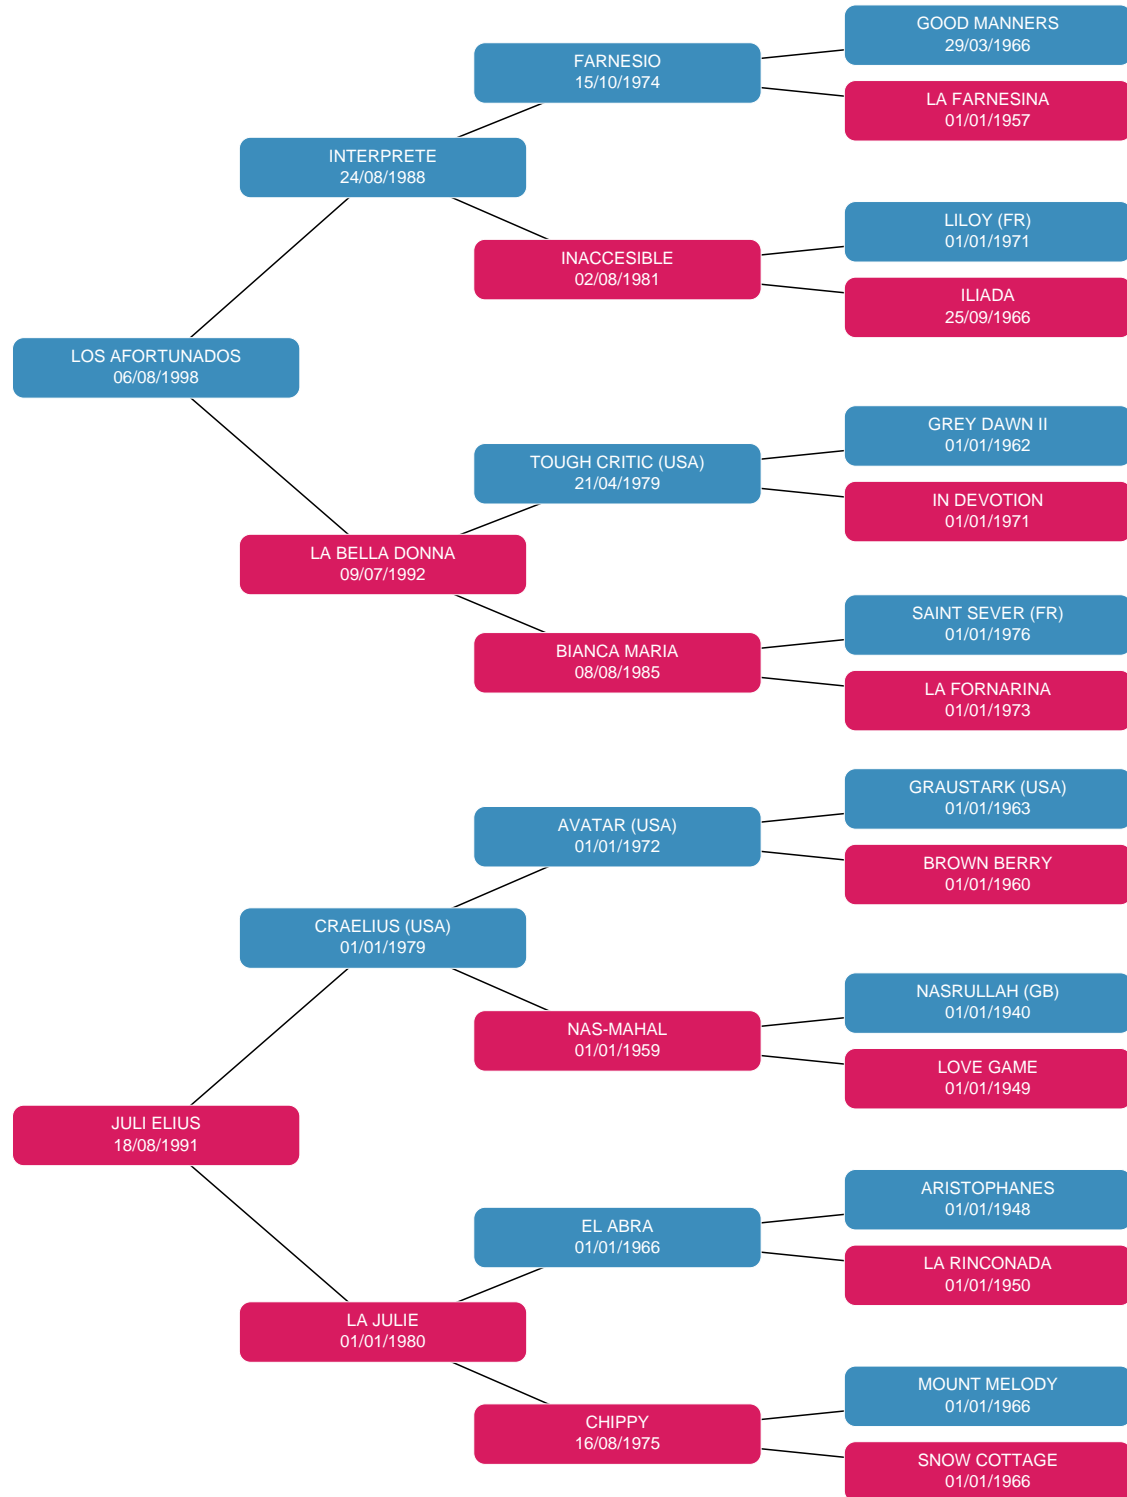 GOOD MANNERS
29/03/1966
FARNESIO
15/10/1974
LA FARNESINA
01/01/1957
INTERPRETE
24/08/1988
LILOY (FR)
01/01/1971
INACCESIBLE
02/08/1981
ILIADA
25/09/1966
LOS AFORTUNADOS
06/08/1998
GREY DAWN II
01/01/1962
TOUGH CRITIC (USA)
21/04/1979
IN DEVOTION
01/01/1971
LA BELLA DONNA
09/07/1992
SAINT SEVER (FR)
01/01/1976
BIANCA MARIA
08/08/1985
LA FORNARINA
01/01/1973
GRAUSTARK (USA)
01/01/1963
AVATAR (USA)
01/01/1972
BROWN BERRY
01/01/1960
CRAELIUS (USA)
01/01/1979
NASRULLAH (GB)
01/01/1940
NAS-MAHAL
01/01/1959
LOVE GAME
01/01/1949
JULI ELIUS
18/08/1991
ARISTOPHANES
01/01/1948
EL ABRA
01/01/1966
LA RINCONADA
01/01/1950
LA JULIE
01/01/1980
MOUNT MELODY
01/01/1966
CHIPPY
16/08/1975
SNOW COTTAGE
01/01/1966